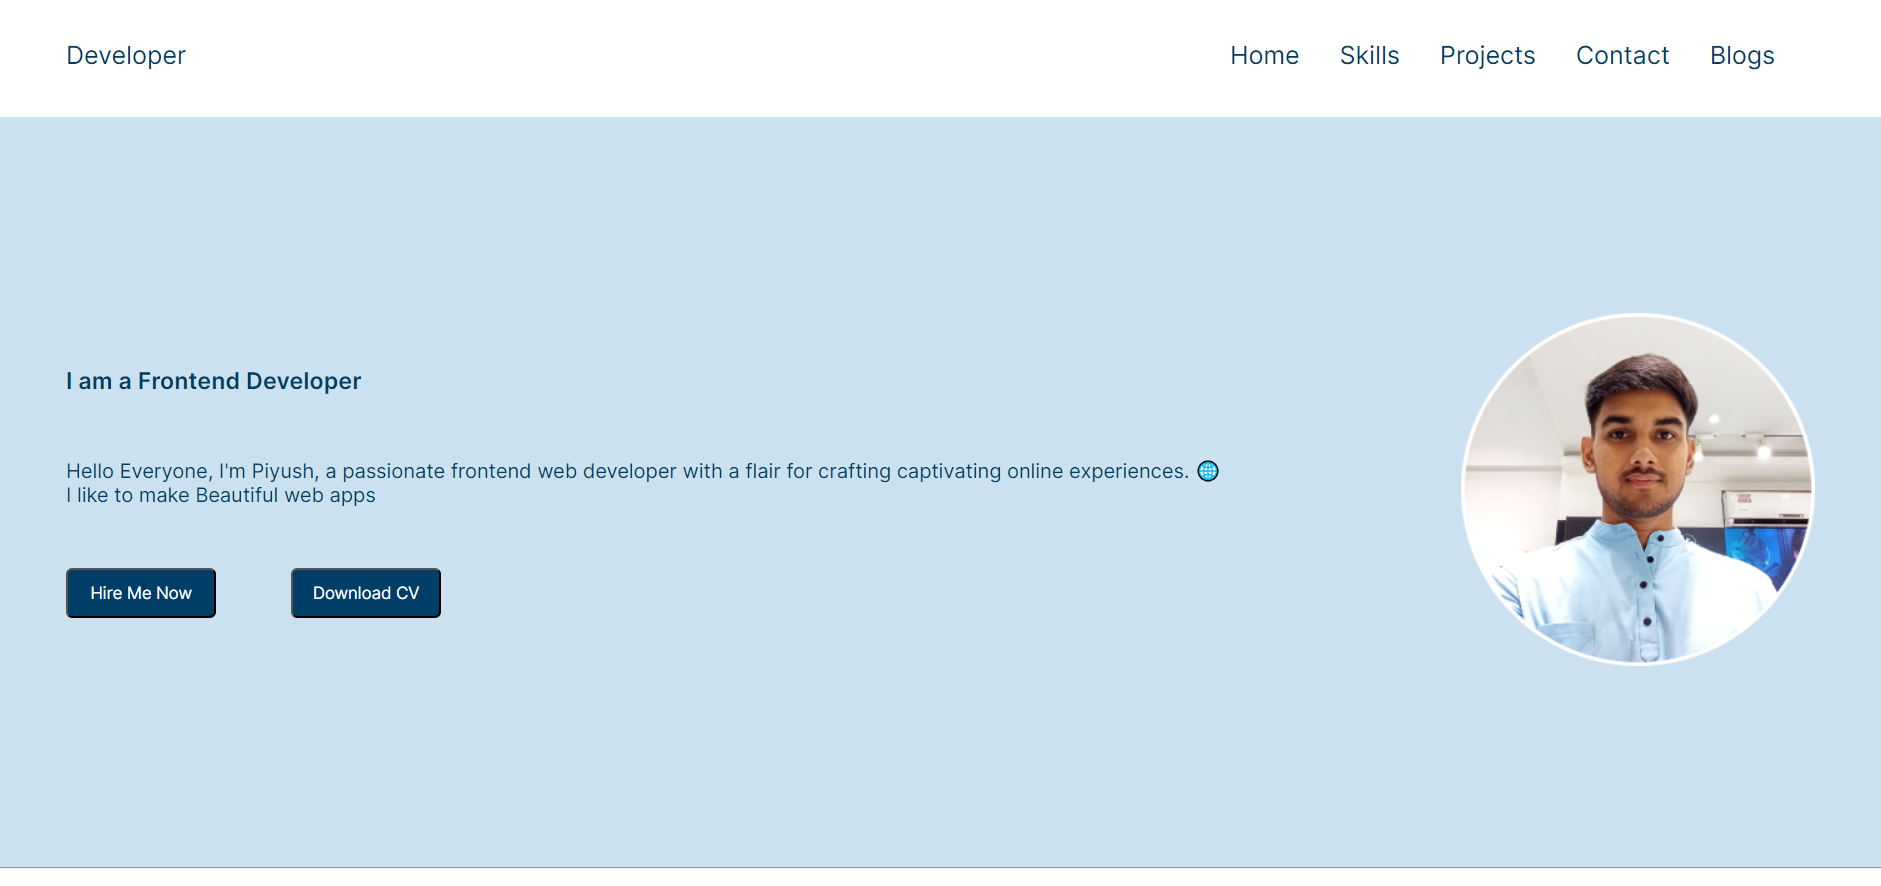 Developer
Home Skills Projects Contact Blogs
I am a Frontend Developer
Hello Everyone, I'm Piyush, a passionate frontend web developer with a flair for crafting captivating online experiences. 🌐
I like to make Beautiful web apps
Hire Me Now Download CV